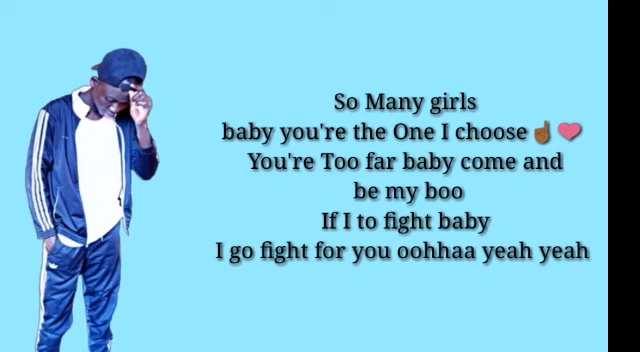 So Many girls
baby you're the One I choose☝🏾❤
You're Too far baby come and
be my boo
If I to fight baby
I go fight for you oohhaa yeah yeah